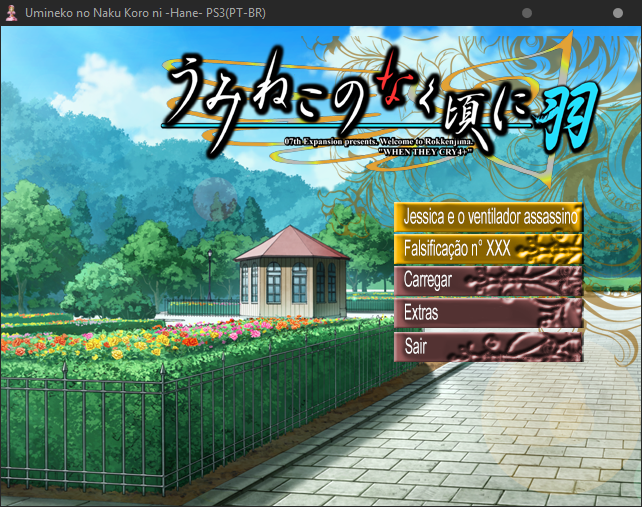 Umineko no Naku Koro ni -Hane- PS3(PT-BR)
うみねこのなく頃に羽
07th Expansion presents. Welcome to Rokkenjima.
"WHEN THEY CRY4+"
Jessica e o ventilador assassino
Falsificação n° XXX
Carregar
Extras
Sair